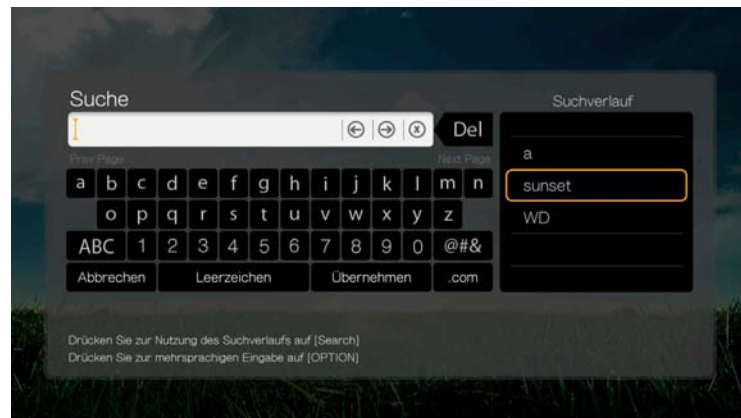 Suche
Suchverlauf
Del
Prev Page
Next Page
a b c d e f g h i j k l m n
o p q r s t u v w x y z
ABC 1 2 3 4 5 6 7 8 9 0 @#&
Abbrechen Leerzeichen Übernehmen .com
a
sunset
WD
Drücken Sie zur Nutzung des Suchverlaufs auf [Search]
Drücken Sie zur mehrsprachigen Eingabe auf [OPTION]